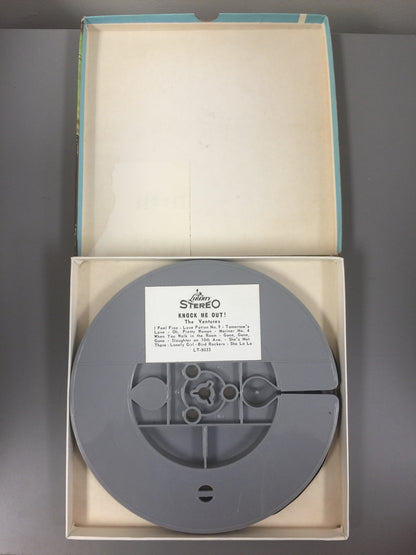 Liberty
STEREO
KNOCK ME OUT!
The Ventures
I Feel Fine - Love Potion No. 9 - Tomorrow's
Love - Oh, Pretty Woman - Mariner No. 4
When You Walk in the Room - Gone, Gone,
Gone - Slaughter on 10th Ave. - She's Not
There - Lonely Girl - Bird Rockers - Sha La La
LT-8033